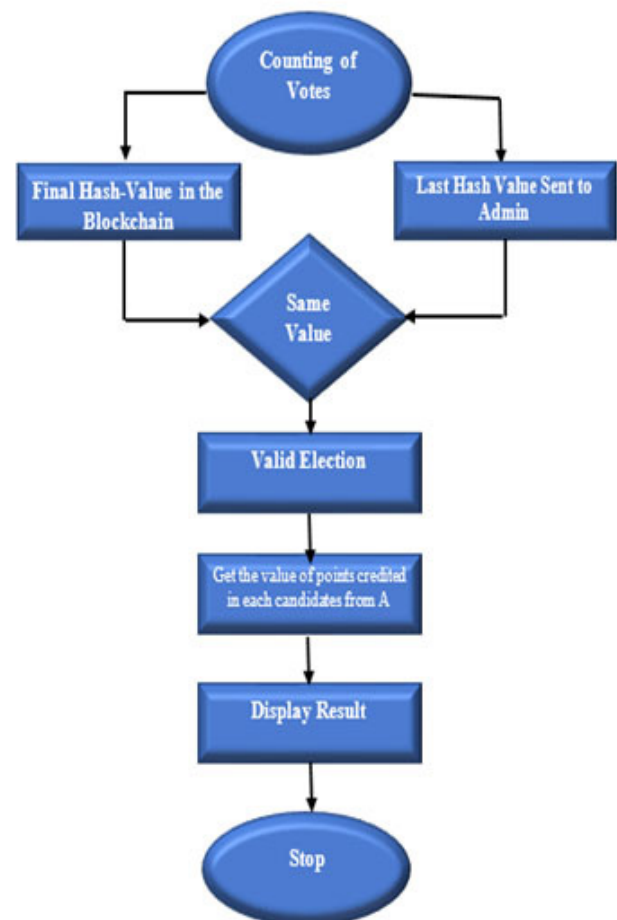 Counting of
Votes
Final Hash-Value in the
Blockchain
Last Hash Value Sent to
Admin
Same
Value
Valid Election
Get the value of points credited
in each candidates from A
Display Result
Stop